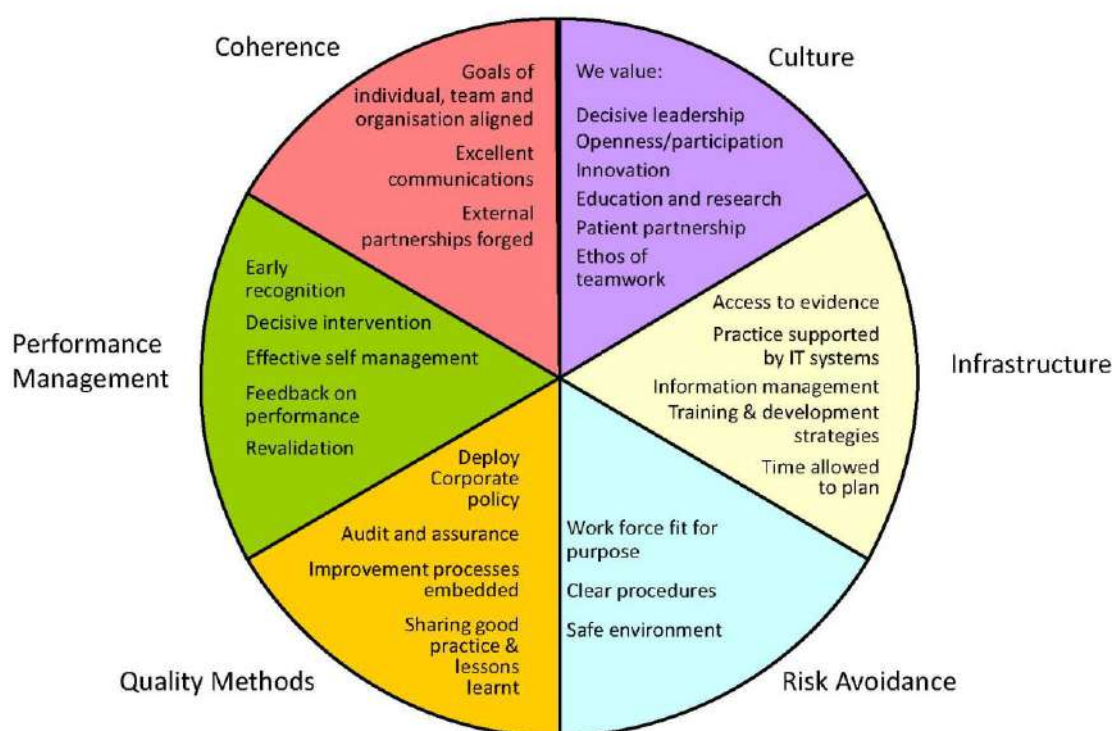 Coherence
Goals of
individual, team and
organisation aligned
Excellent
communications
External
partnerships forged
Culture
We value:
Decisive leadership
Openness/participation
Innovation
Education and research
Patient partnership
Ethos of
teamwork
Infrastructure
Access to evidence
Practice supported
by IT systems
Information management
Training & development
strategies
Time allowed
to plan
Risk Avoidance
Work force fit for
purpose
Clear procedures
Safe environment
Quality Methods
Deploy
Corporate
policy
Audit and assurance
Improvement processes
embedded
Sharing good
practice &
lessons
learnt
Performance
Management
Early
recognition
Decisive intervention
Effective self management
Feedback on
performance
Revalidation